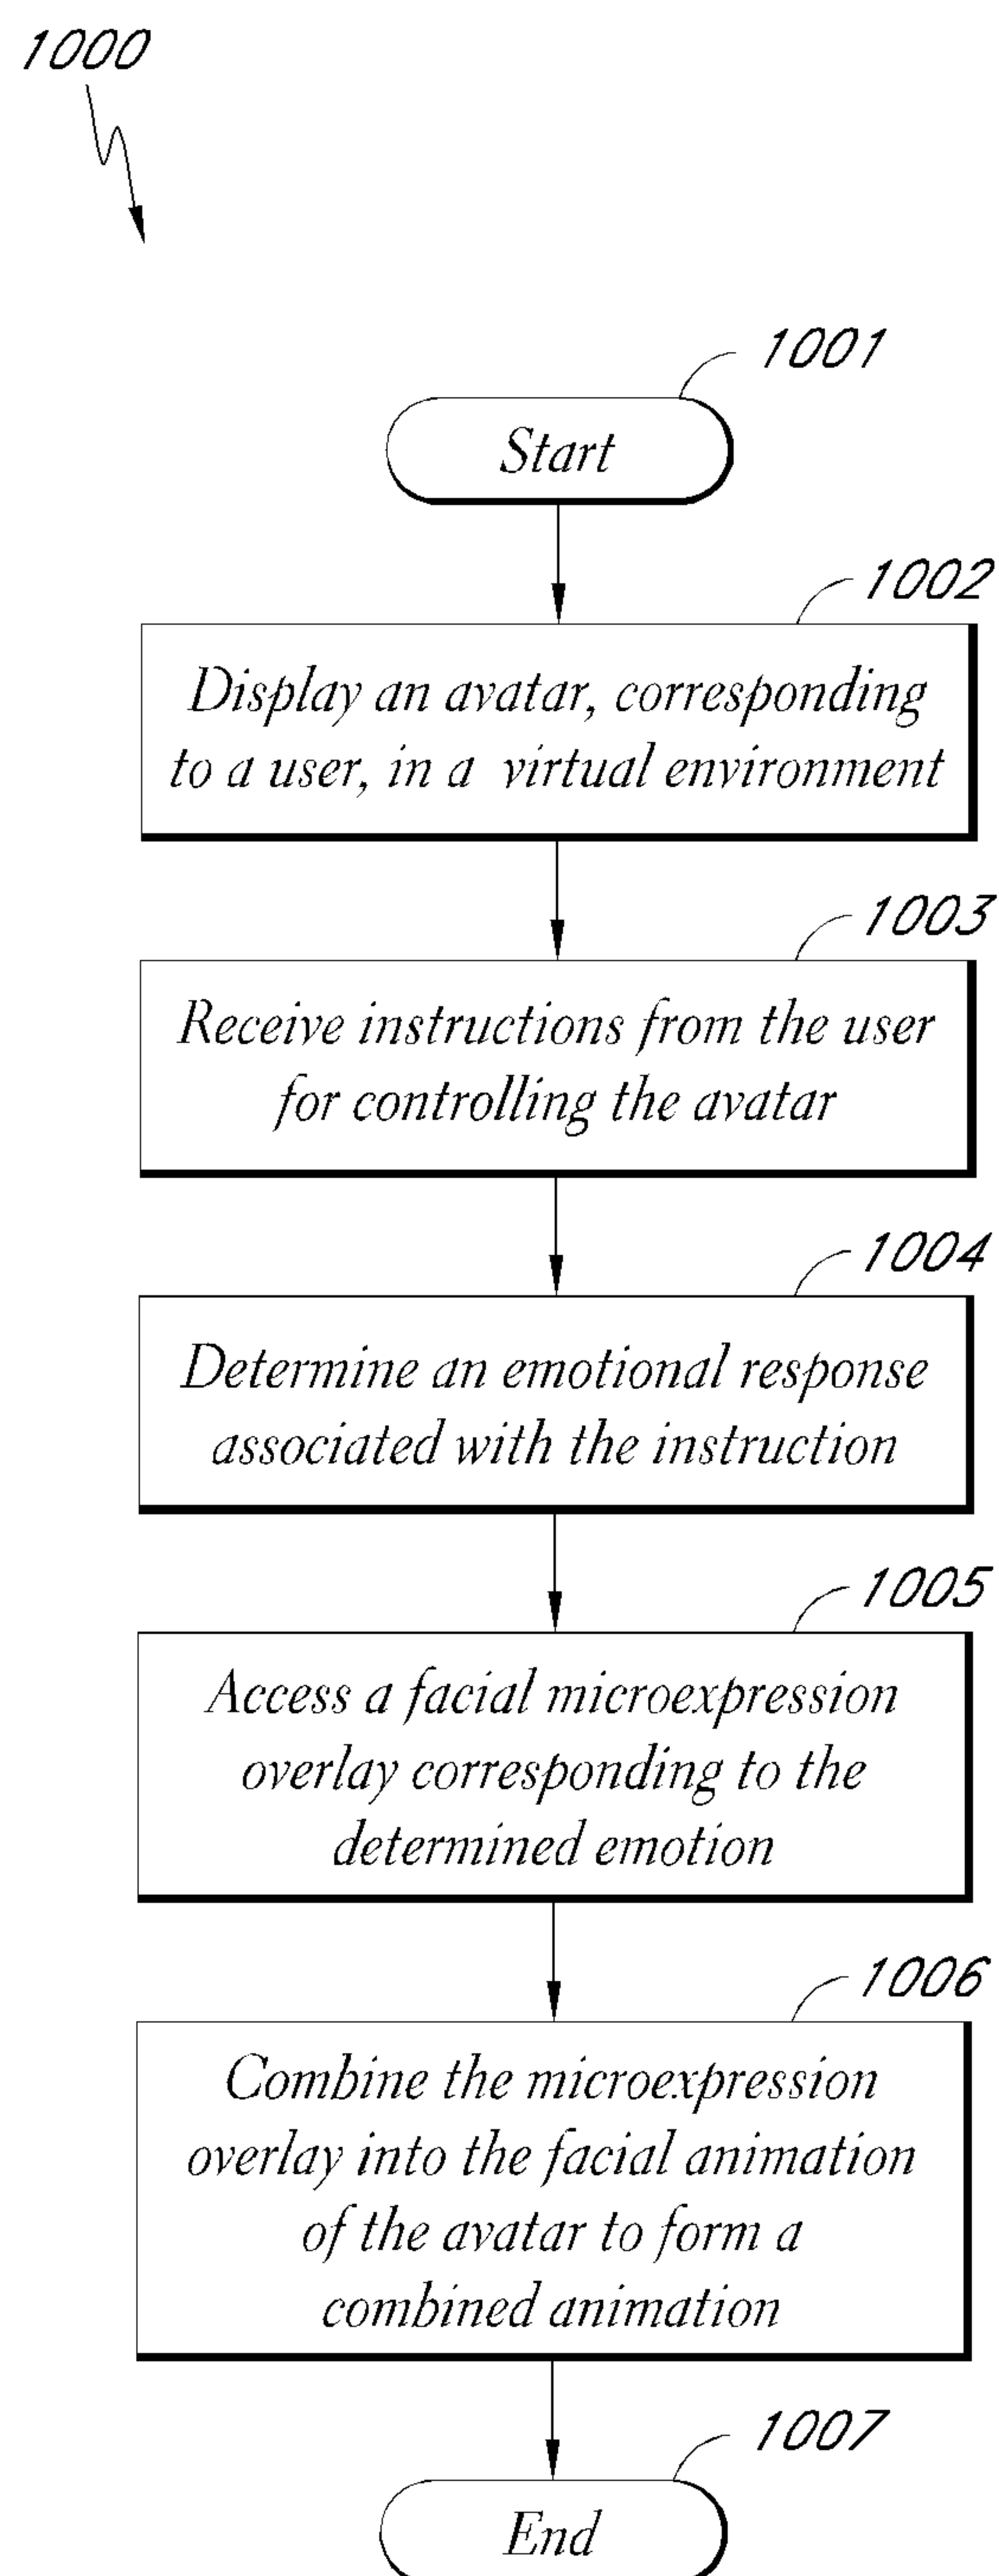 1000
1001
Start
1002
Display an avatar, corresponding
to a user, in a virtual environment
1003
Receive instructions from the user
for controlling the avatar
1004
Determine an emotional response
associated with the instruction
1005
Access a facial microexpression
overlay corresponding to the
determined emotion
1006
Combine the microexpression
overlay into the facial animation
of the avatar to form a
combined animation
1007
End